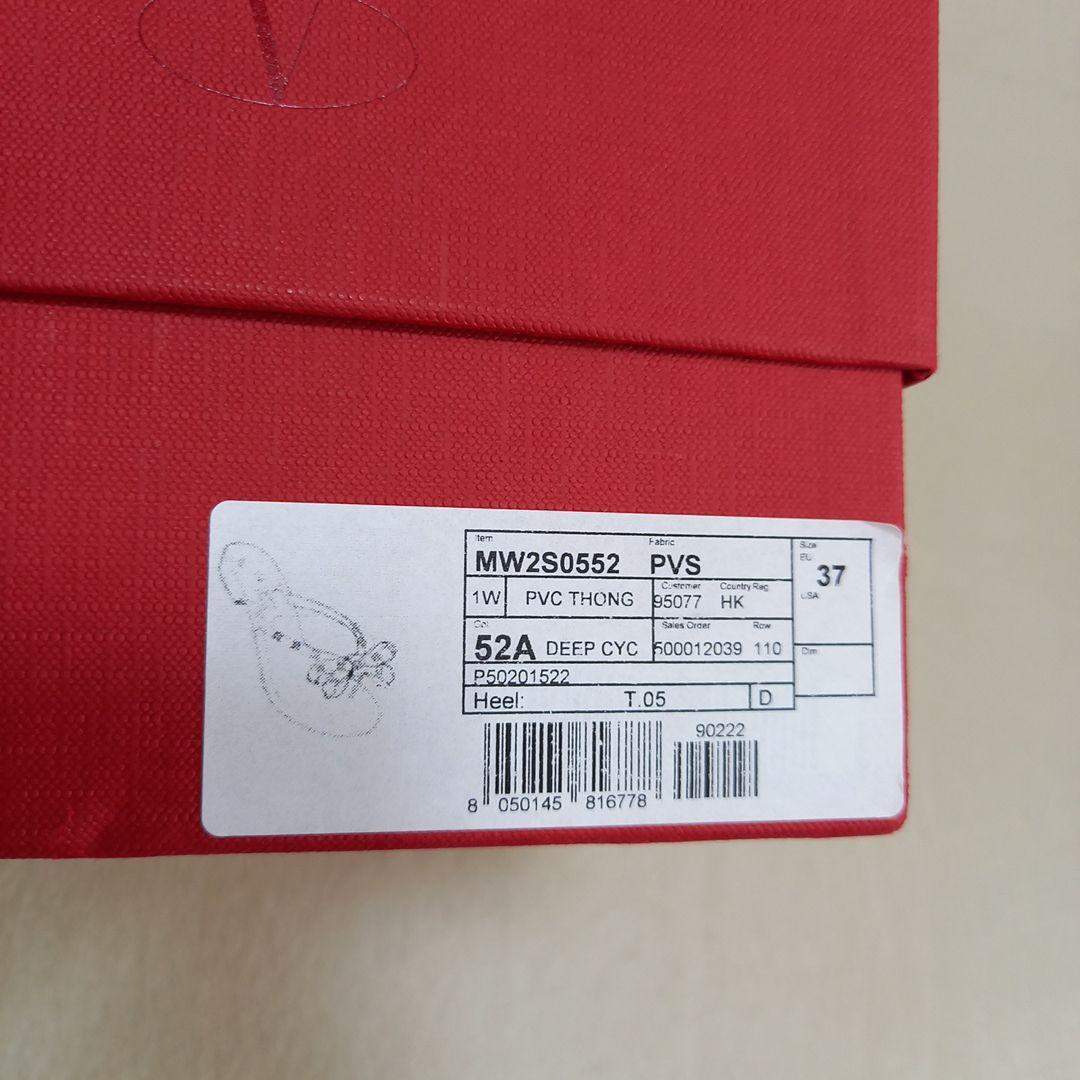 V
Item Fabric
MW2S0552 PVS
Size
EU
37
USA
1W PVC THONG
Customer Country Reg
95077 HK
Col
52A DEEP CYC
Sales Order Row
500012039 110
Dim
P50201522
Heel: T.05 D
90222
8 050145 816778